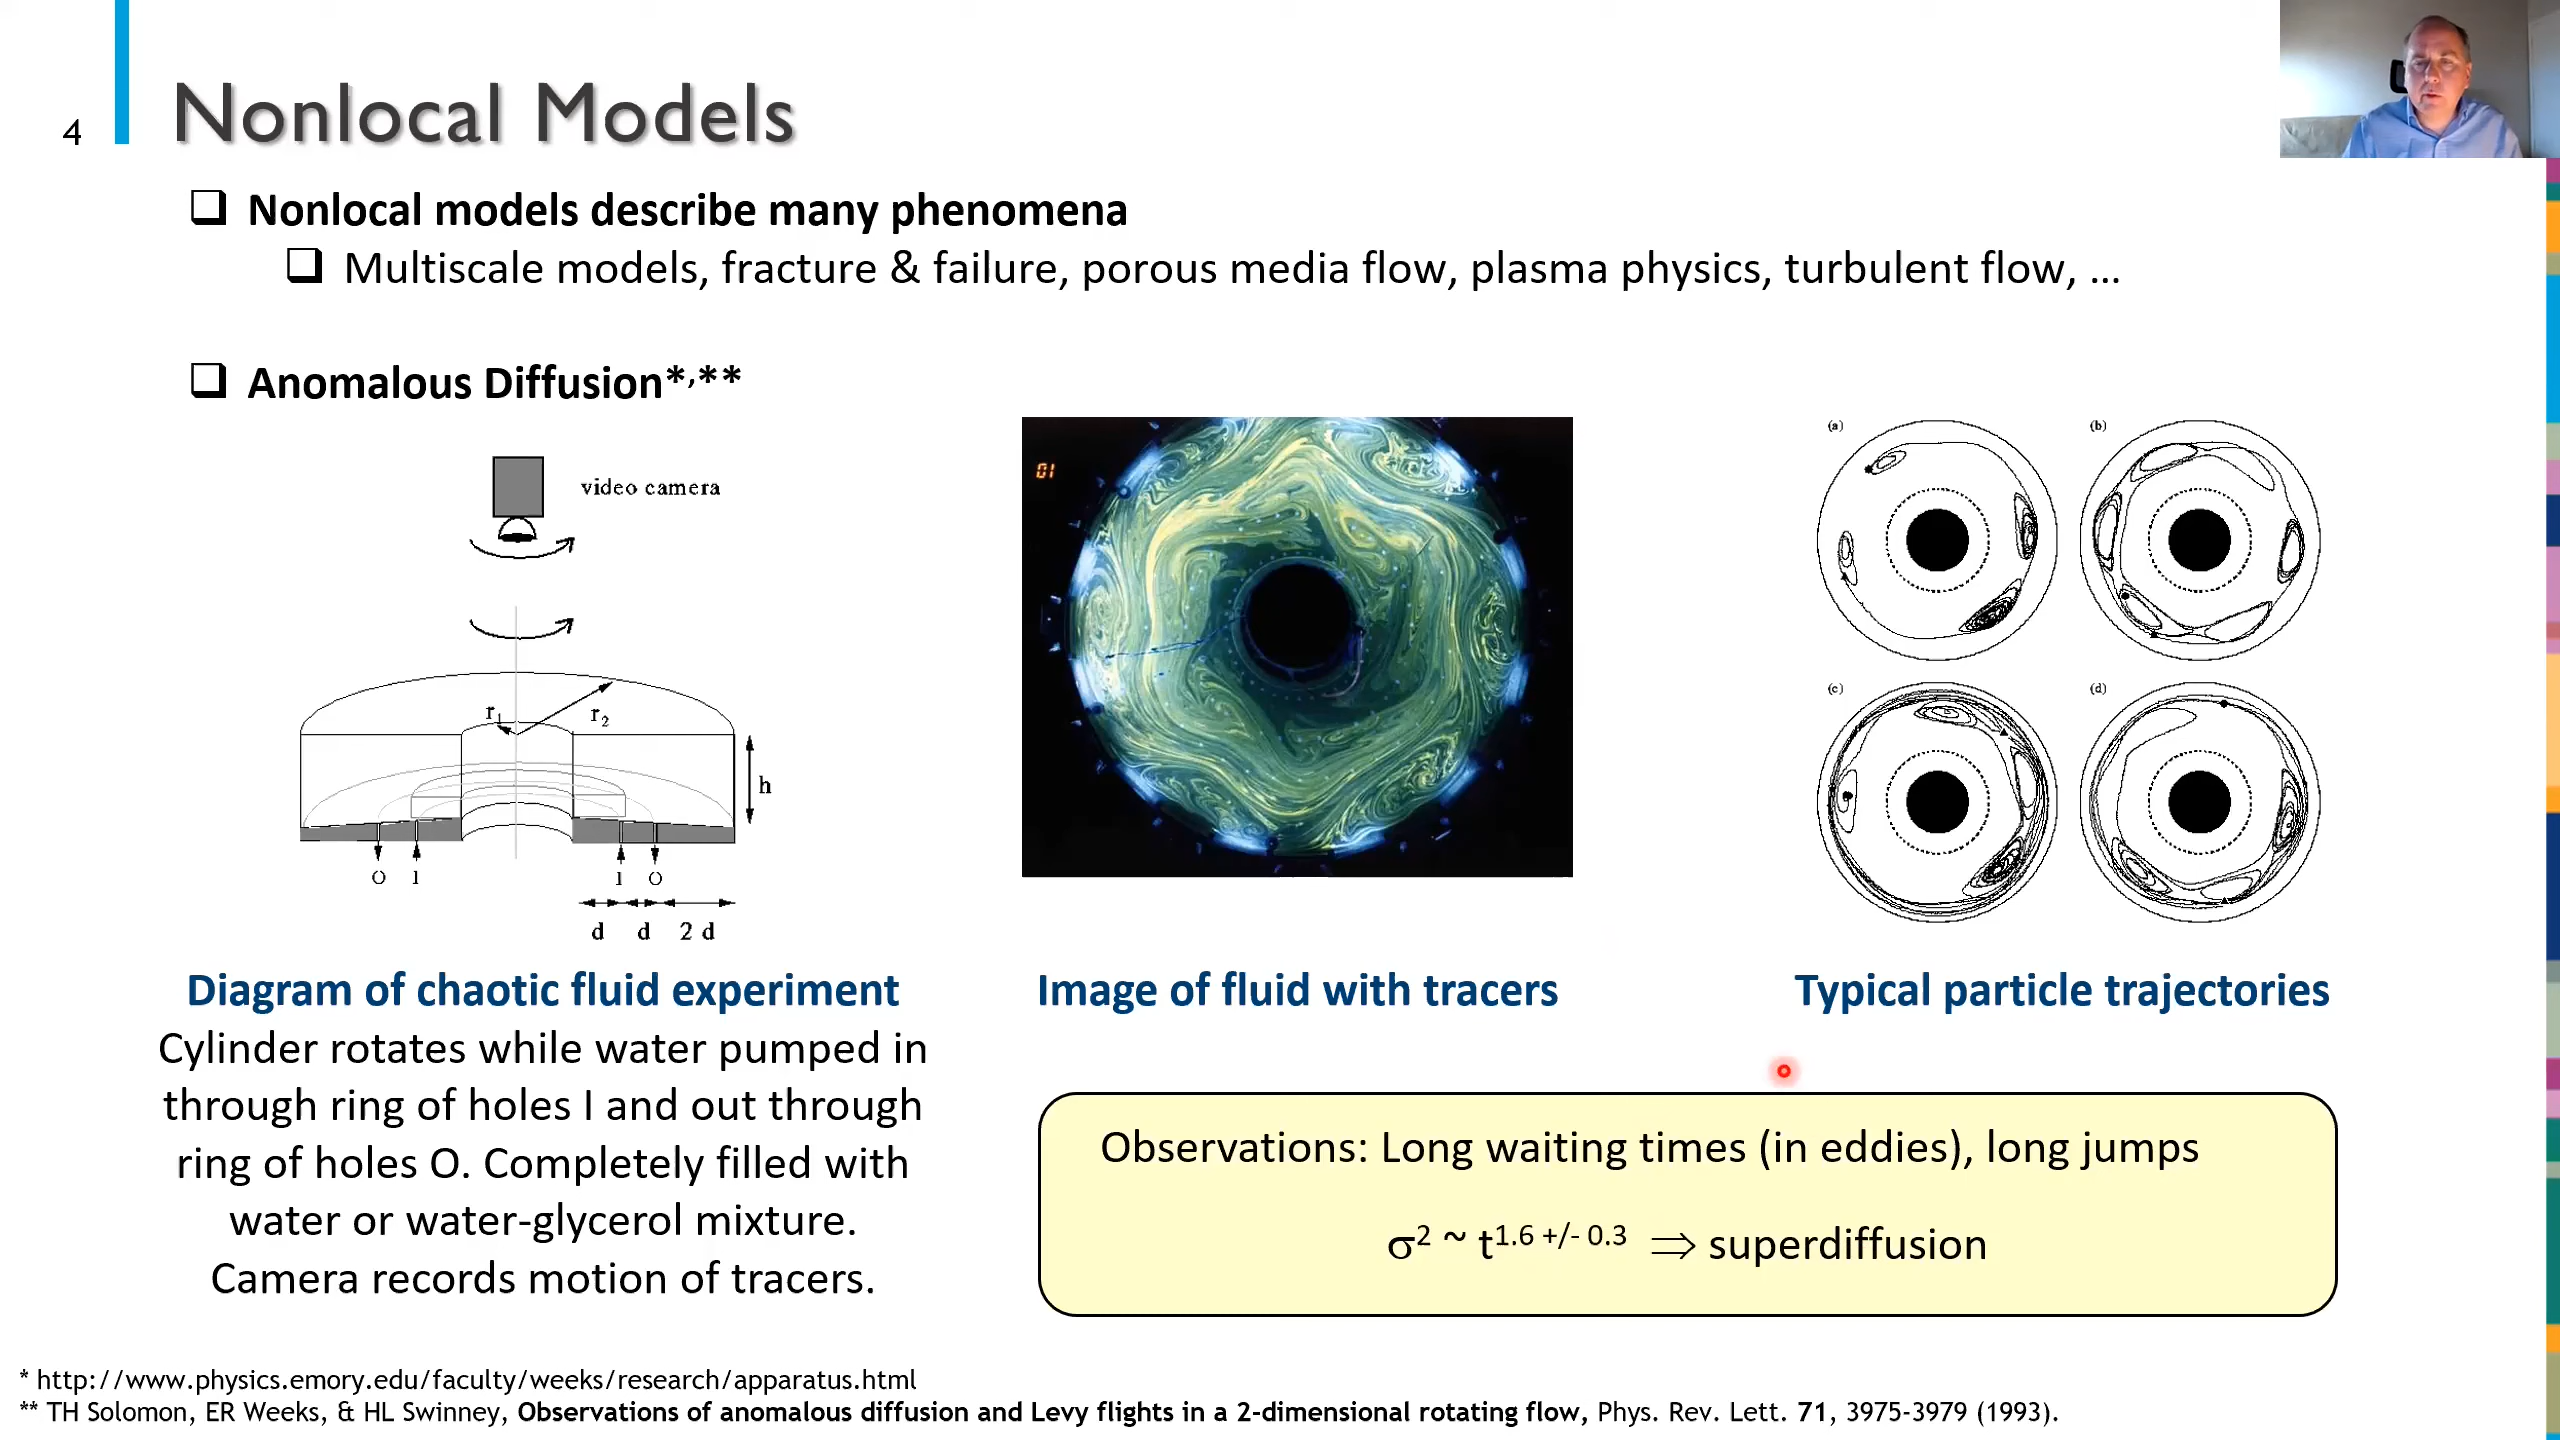 4
Nonlocal Models
Nonlocal models describe many phenomena
Multiscale models, fracture & failure, porous media flow, plasma physics, turbulent flow, ...
Anomalous Diffusion*,**
video camera
r1
r2
h
O I I O
d d 2 d
01
(a)
(b)
(c)
(d)
Diagram of chaotic fluid experiment
Cylinder rotates while water pumped in
through ring of holes I and out through
ring of holes O. Completely filled with
water or water-glycerol mixture.
Camera records motion of tracers.
Image of fluid with tracers
Typical particle trajectories
Observations: Long waiting times (in eddies), long jumps
σ2 ~ t1.6 +/- 0.3 ⇒ superdiffusion
* http://www.physics.emory.edu/faculty/weeks/research/apparatus.html
** TH Solomon, ER Weeks, & HL Swinney, Observations of anomalous diffusion and Levy flights in a 2-dimensional rotating flow, Phys. Rev. Lett. 71, 3975-3979 (1993).